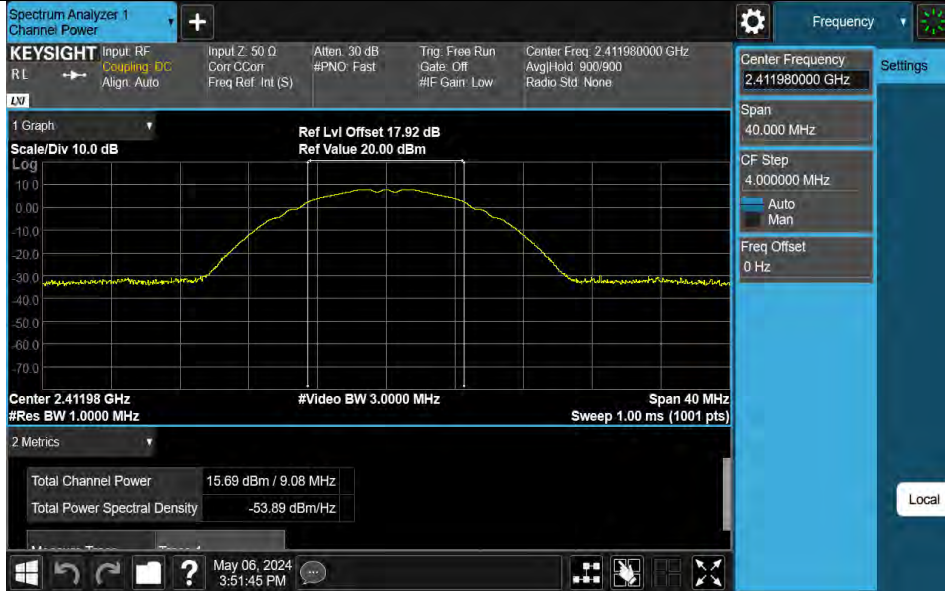 Spectrum Analyzer 1
Channel Power
Frequency
KEYSIGHT
RL
LXI
Input: RF
Coupling: DC
Align: Auto
Input Z: 50 Ω
Corr CCorr
Freq Ref: Int (S)
Atten: 30 dB
#PNO: Fast
Trig: Free Run
Gate: Off
#IF Gain: Low
Center Freq: 2.411980000 GHz
Avg|Hold: 900/900
Radio Std: None
Center Frequency
2.411980000 GHz
Settings
Span
40.000 MHz
CF Step
4.000000 MHz
Auto
Man
Freq Offset
0 Hz
Local
1 Graph
Scale/Div 10.0 dB
Ref Lvl Offset 17.92 dB
Ref Value 20.00 dBm
Log
10.0
0.00
-10.0
-20.0
-30.0
-40.0
-50.0
-60.0
-70.0
Center 2.41198 GHz
#Video BW 3.0000 MHz
Span 40 MHz
#Res BW 1.0000 MHz
Sweep 1.00 ms (1001 pts)
2 Metrics
Total Channel Power
15.69 dBm / 9.08 MHz
Total Power Spectral Density
-53.89 dBm/Hz
May 06, 2024
3:51:45 PM